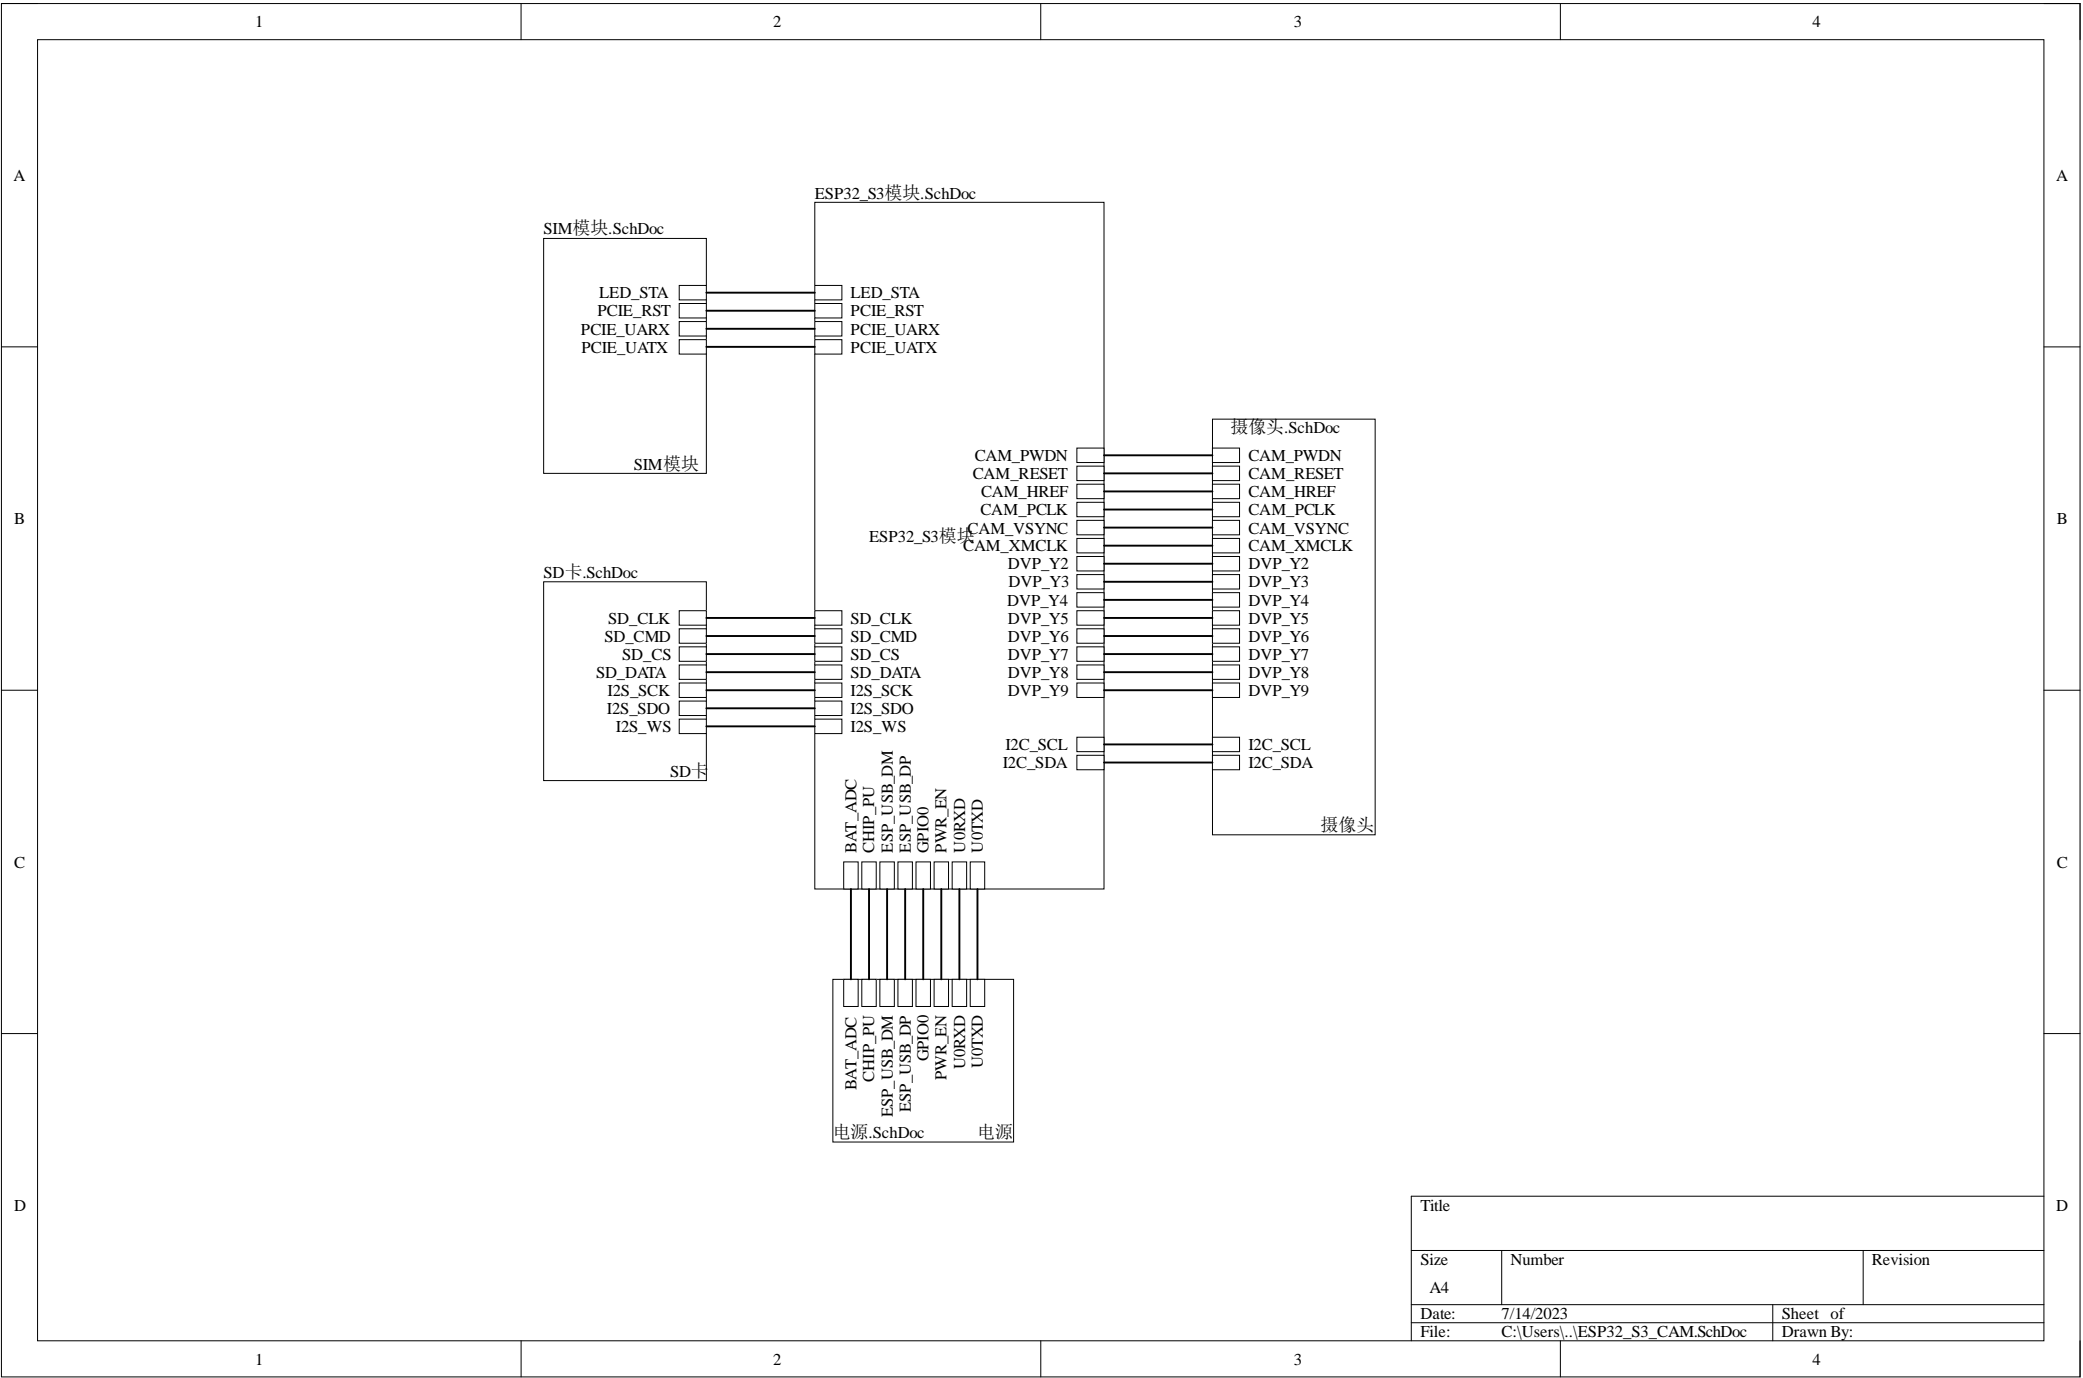 1 2 3 4
A A
ESP32_S3模块.SchDoc
SIM模块.SchDoc
LED_STA LED_STA
PCIE_RST PCIE_RST
PCIE_UARX PCIE_UARX
PCIE_UATX PCIE_UATX
SIM模块
摄像头.SchDoc
CAM_PWDN CAM_PWDN
CAM_RESET CAM_RESET
CAM_HREF CAM_HREF
CAM_PCLK CAM_PCLK
B B
CAM_VSYNC CAM_VSYNC
ESP32_S3模块
CAM_XMCLK CAM_XMCLK
DVP_Y2 DVP_Y2
SD卡.SchDoc
DVP_Y3 DVP_Y3
DVP_Y4 DVP_Y4
SD_CLK SD_CLK DVP_Y5 DVP_Y5
SD_CMD SD_CMD DVP_Y6 DVP_Y6
SD_CS SD_CS DVP_Y7 DVP_Y7
SD_DATA SD_DATA DVP_Y8 DVP_Y8
I2S_SCK I2S_SCK DVP_Y9 DVP_Y9
I2S_SDO I2S_SDO
I2S_WS I2S_WS
I2C_SCL I2C_SCL
I2C_SDA I2C_SDA
SD卡
BAT_ADC
CHIP_PU
ESP_USB_DM
ESP_USB_DP
GPIO0
PWR_EN
U0RXD
U0TXD
摄像头
C C
BAT_ADC
CHIP_PU
ESP_USB_DM
ESP_USB_DP
GPIO0
PWR_EN
U0RXD
U0TXD
电源.SchDoc 电源
D D
Title
Size Number Revision
A4
Date: 7/14/2023 Sheet of
File: C:\Users\..\ESP32_S3_CAM.SchDoc Drawn By:
1 2 3 4